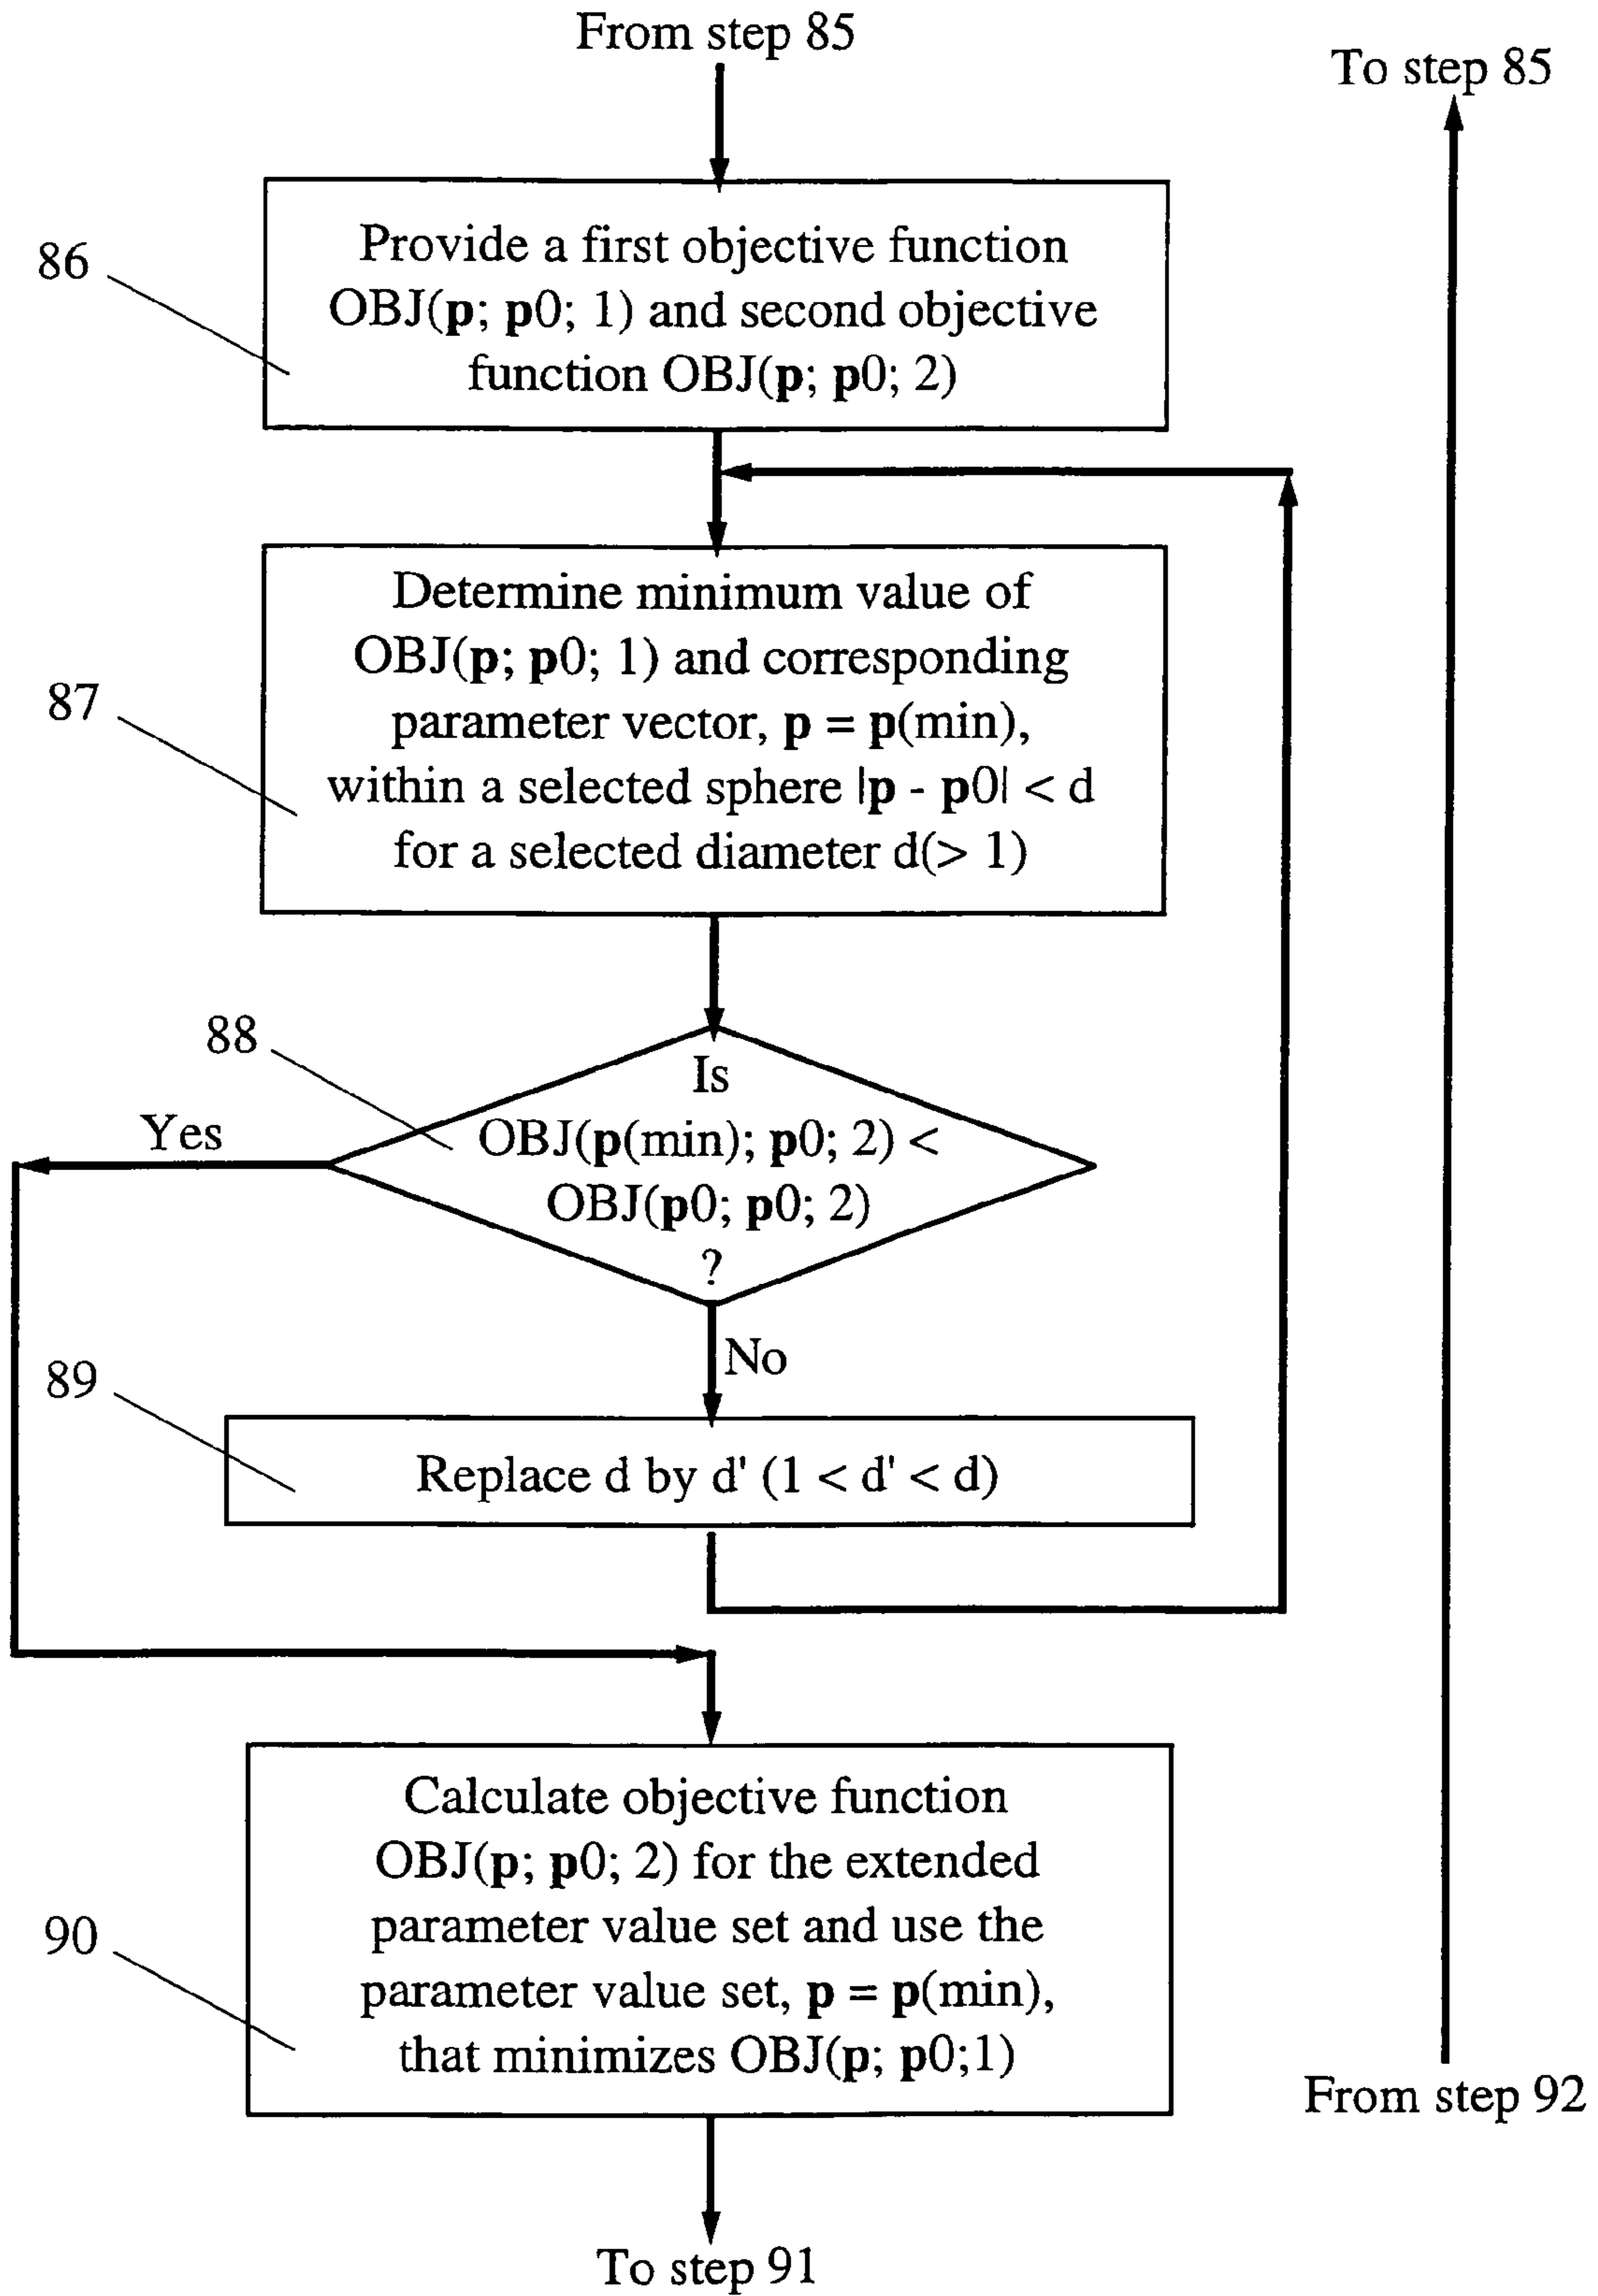 From step 85
To step 85
86
Provide a first objective function
OBJ(p; p0; 1) and second objective
function OBJ(p; p0; 2)
87
Determine minimum value of
OBJ(p; p0; 1) and corresponding
parameter vector, p = p(min),
within a selected sphere |p - p0| < d
for a selected diameter d(> 1)
88
Is
OBJ(p(min); p0; 2) <
OBJ(p0; p0; 2)
?
Yes
No
89
Replace d by d' (1 < d' < d)
90
Calculate objective function
OBJ(p; p0; 2) for the extended
parameter value set and use the
parameter value set, p = p(min),
that minimizes OBJ(p; p0;1)
From step 92
To step 91